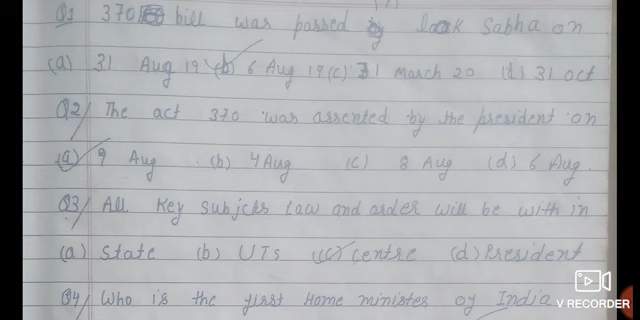 Q1 370 bill was passed by look Sabha on
(a) 31 Aug 19 (b) 6 Aug 19 (c) 31 March 20 (d) 31 oct
Q2/ The act 370 was assented by the president on
(a) 9 Aug (b) 4 Aug (c) 8 Aug (d) 6 Aug.
Q3/ All Key subjcts law and order will be with in
(a) State (b) UTs (c) centre (d) President
Q4/ Who is the first Home minister of India
V RECORDER